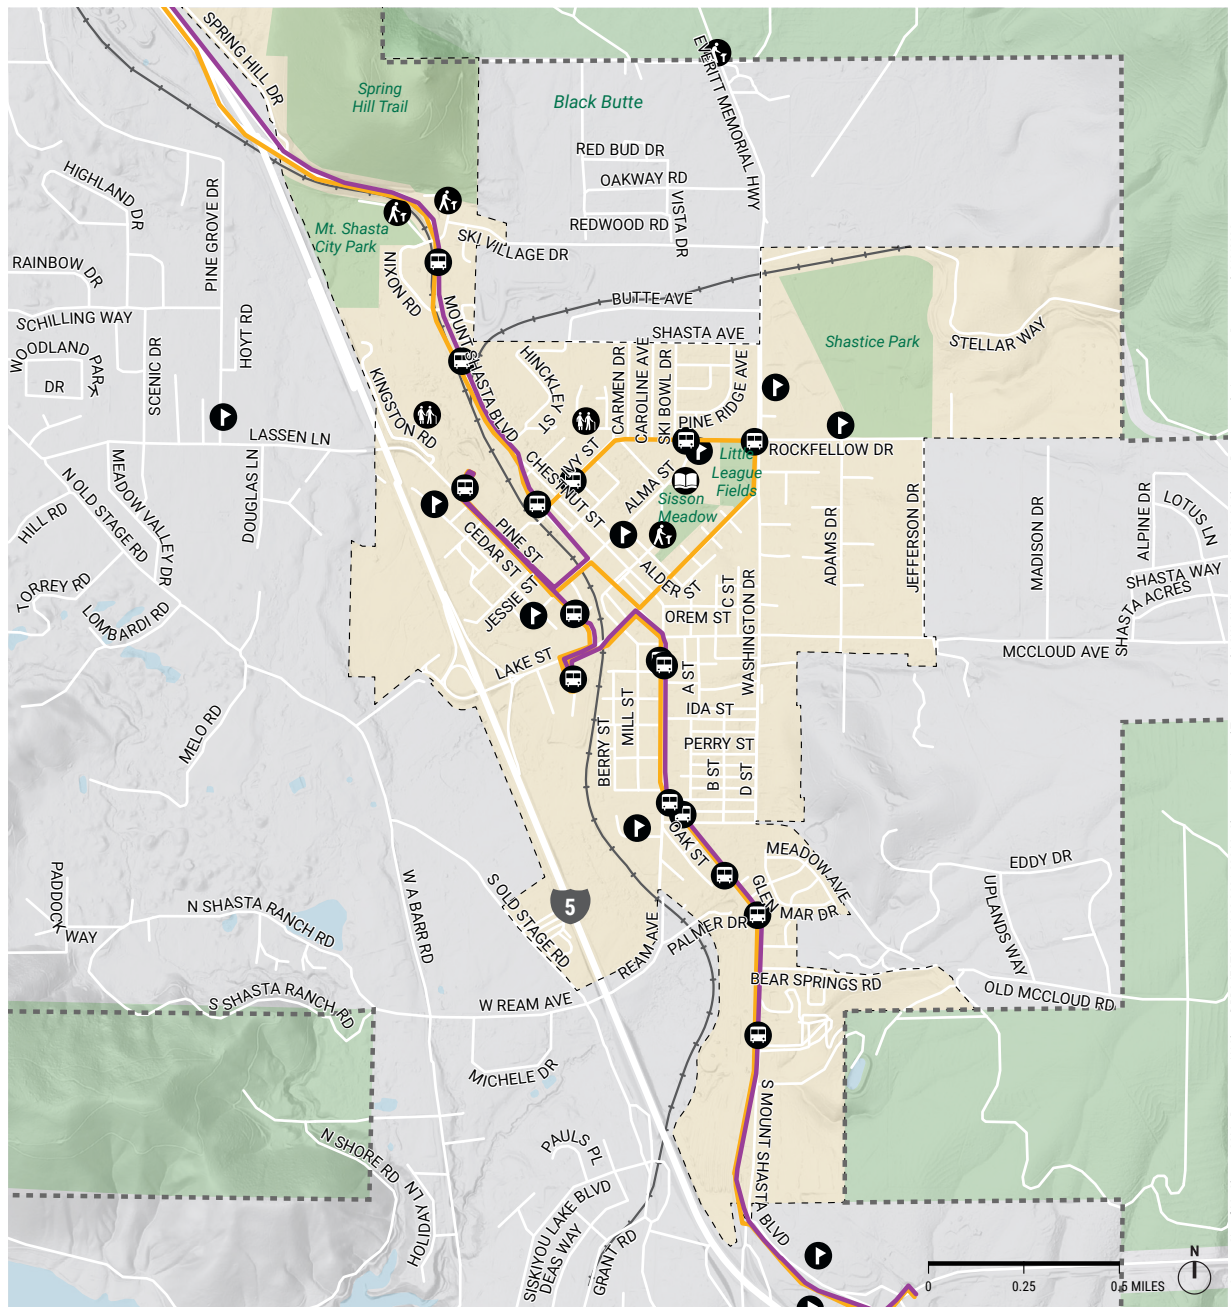 SPRING HILL DR
Spring
Hill Trail
Black Butte
EVERITT MEMORIAL HWY
RED BUD DR
OAKWAY RD
VISTA DR
REDWOOD RD
HIGHLAND DR
PINE GROVE DR
Mt. Shasta
City Park
SKI VILLAGE DR
RAINBOW DR
NIXON RD
BUTTE AVE
SCHILLING WAY
HOYT RD
MOUNT SHASTA BLVD
SHASTA AVE
STELLAR WAY
Shastice Park
WOODLAND
DR
PARK
SCENIC DR
HINCKLEY ST
CARMEN DR
CAROLINE AVE
SKI BOWL DR
PINE RIDGE AVE
KINGSTON RD
LASSEN LN
IVY ST
ROCKFELLOW DR
Little
League
Fields
N OLD STAGE RD
MEADOW VALLEY DR
DOUGLAS LN
CHESTNUT ST
ALMA ST
Sisson
Meadow
HILL RD
PINE ST
CEDAR ST
JESSIE ST
ALDER ST
C ST
OREM ST
WASHINGTON DR
ADAMS DR
JEFFERSON DR
MADISON DR
ALPINE DR
LOTUS LN
SHASTA WAY
SHASTA ACRES
TORREY RD
LOMBARDI RD
LAKE ST
MCCLOUD AVE
A ST
IDA ST
MELO RD
MILL ST
BERRY ST
PERRY ST
B ST
D ST
OAK ST
MEADOW AVE
EDDY DR
PADDOCK WAY
N SHASTA RANCH RD
W A BARR RD
S OLD STAGE RD
5
GLEN MAR DR
PALMER DR
REAM AVE
UPLANDS WAY
BEAR SPRINGS RD
OLD MCCLOUD RD
S SHASTA RANCH RD
W REAM AVE
MICHELE DR
S MOUNT SHASTA BLVD
N SHORE RD
PAULS PL
HOLIDAY LN
SISKIYOU LAKE BLVD
DEAS WAY
GRANT RD
N
0
0.25
0.5 MILES